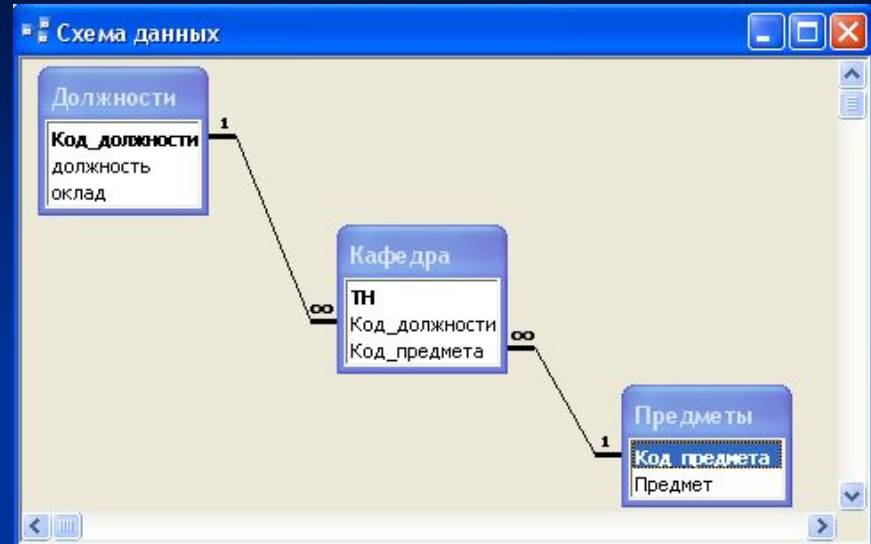 Схема данных
Должности
Код_должности
должность
оклад
1
∞
Кафедра
ТН
Код_должности
Код_предмета
∞
1
Предметы
Код_предмета
Предмет